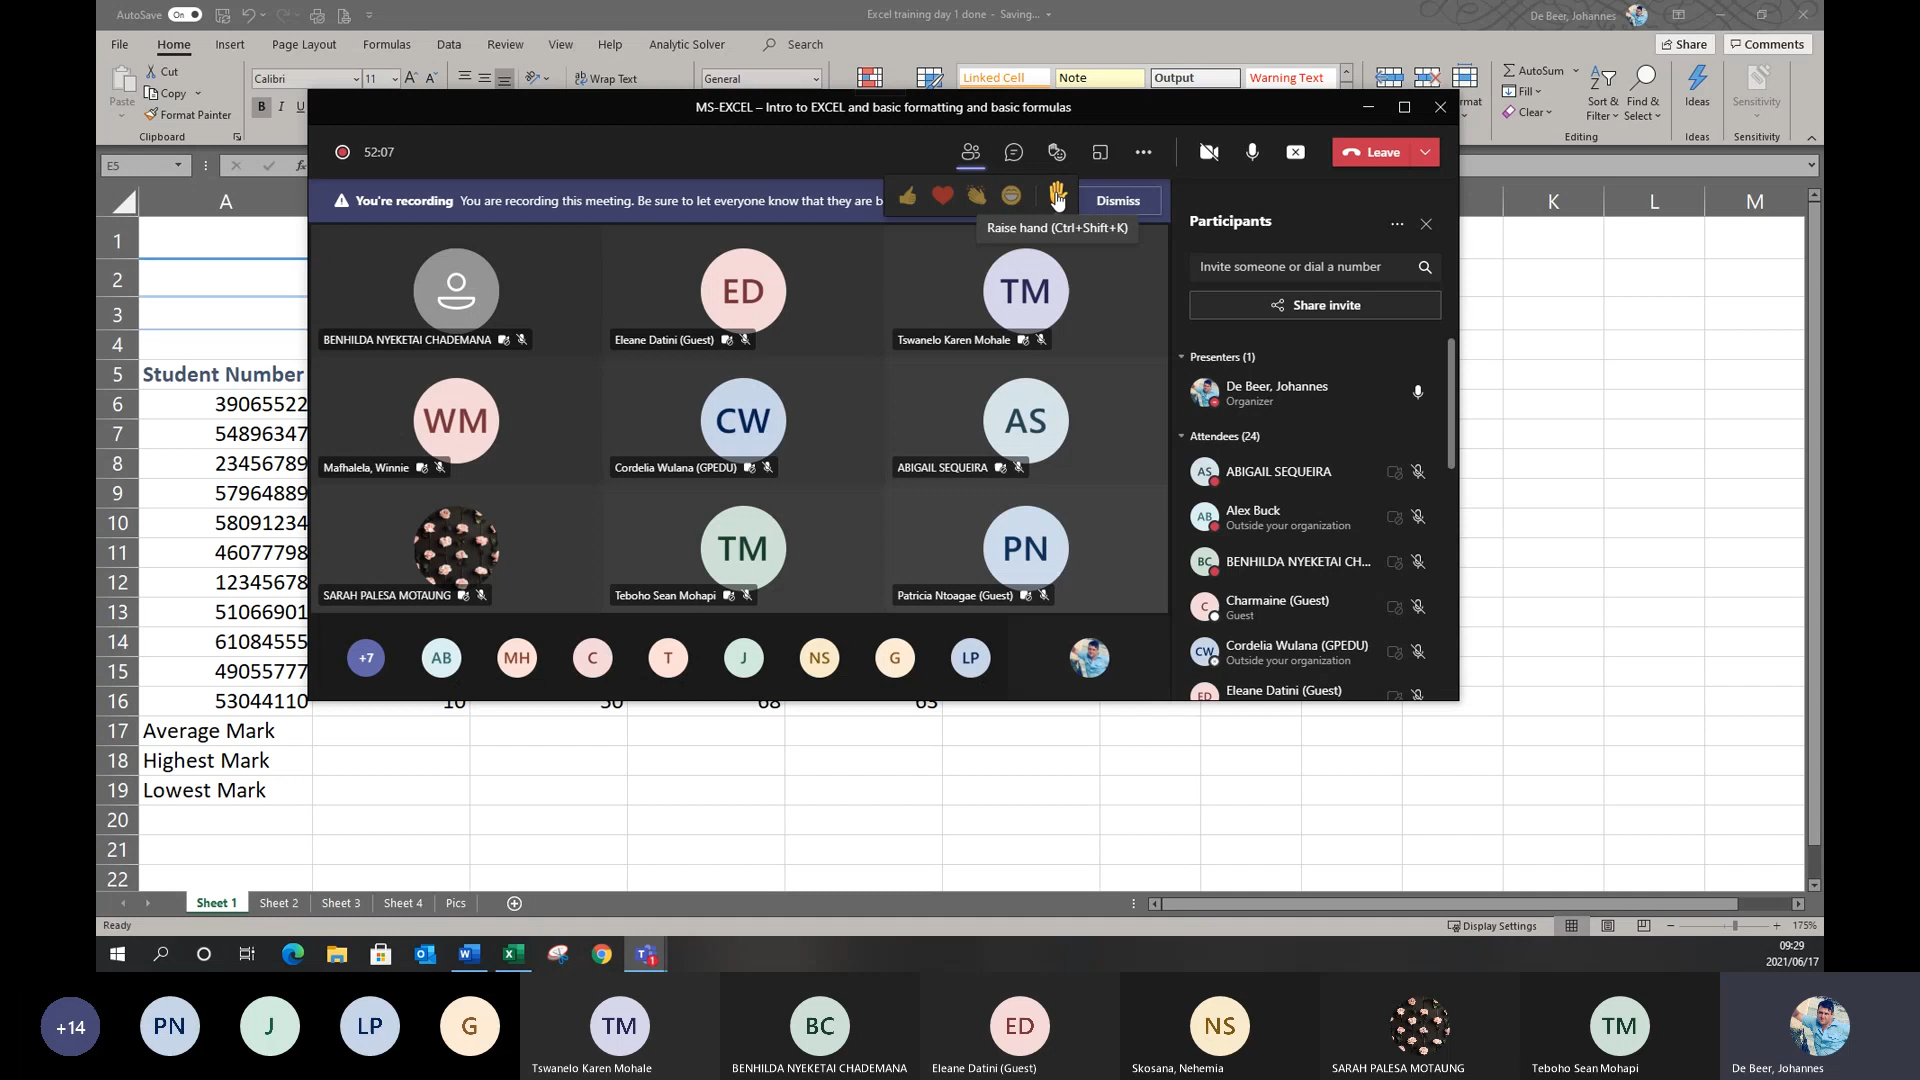 AutoSave On
Excel training day 1 done - Saving...
De Beer, Johannes
File Home Insert Page Layout Formulas Data Review View Help Analytic Solver Search
Share Comments
Paste
Cut
Copy
Format Painter
Clipboard
Calibri 11
B I U
Wrap Text
General
Linked Cell Note Output Warning Text
AutoSum
Fill
Clear
Sort & Filter
Find & Select
Editing
Ideas
Ideas
Sensitivity
Sensitivity
E5
MS-EXCEL – Intro to EXCEL and basic formatting and basic formulas
52:07
Leave
You're recording You are recording this meeting. Be sure to let everyone know that they are b
Dismiss
Raise hand (Ctrl+Shift+K)
BENHILDA NYEKETAI CHADEMANA
ED
Eleane Datini (Guest)
TM
Tswanelo Karen Mohale
WM
Mafhalela, Winnie
CW
Cordelia Wulana (GPEDU)
AS
ABIGAIL SEQUEIRA
SARAH PALESA MOTAUNG
TM
Teboho Sean Mohapi
PN
Patricia Ntoagae (Guest)
+7 AB MH C T J NS G LP
Participants
Invite someone or dial a number
Share invite
Presenters (1)
De Beer, Johannes
Organizer
Attendees (24)
AS ABIGAIL SEQUEIRA
AB Alex Buck
Outside your organization
BC BENHILDA NYEKETAI CH...
C Charmaine (Guest)
Guest
CW Cordelia Wulana (GPEDU)
Outside your organization
ED Eleane Datini (Guest)
A K L M
1
2
3
4
5 Student Number
6 39065522
7 54896347
8 23456789
9 57964889
10 58091234
11 46077798
12 12345678
13 51066901
14 61084555
15 49055777
16 53044110 10 50 68 63
17 Average Mark
18 Highest Mark
19 Lowest Mark
20
21
22
Sheet 1 Sheet 2 Sheet 3 Sheet 4 Pics
Ready
Display Settings
175%
09:29
2021/06/17
+14 PN J LP G
TM
Tswanelo Karen Mohale
BC
BENHILDA NYEKETAI CHADEMANA
ED
Eleane Datini (Guest)
NS
Skosana, Nehemia
SARAH PALESA MOTAUNG
TM
Teboho Sean Mohapi
De Beer, Johannes